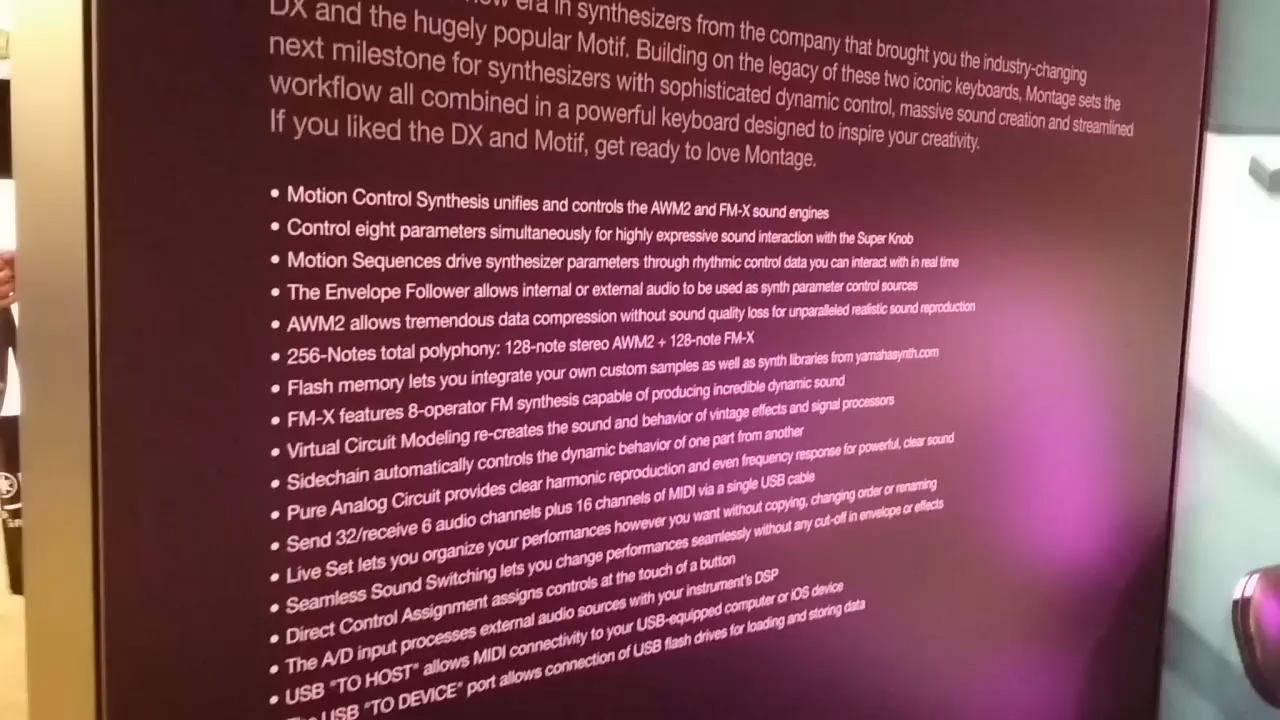 era in synthesizers from the company that brought you the industry-changing
DX and the hugely popular Motif. Building on the legacy of these two iconic keyboards, Montage sets the
next milestone for synthesizers with sophisticated dynamic control, massive sound creation and streamlined
workflow all combined in a powerful keyboard designed to inspire your creativity.
If you liked the DX and Motif, get ready to love Montage.
• Motion Control Synthesis unifies and controls the AWM2 and FM-X sound engines
• Control eight parameters simultaneously for highly expressive sound interaction with the Super Knob
• Motion Sequences drive synthesizer parameters through rhythmic control data you can interact with in real time
• The Envelope Follower allows internal or external audio to be used as synth parameter control sources
• AWM2 allows tremendous data compression without sound quality loss for unparalleled realistic sound reproduction
• 256-Notes total polyphony: 128-note stereo AWM2 + 128-note FM-X
• Flash memory lets you integrate your own custom samples as well as synth libraries from yamahasynth.com
• FM-X features 8-operator FM synthesis capable of producing incredible dynamic sound
• Virtual Circuit Modeling re-creates the sound and behavior of vintage effects and signal processors
• Sidechain automatically controls the dynamic behavior of one part from another
• Pure Analog Circuit provides clear harmonic reproduction and even frequency response for powerful, clear sound
• Send 32/receive 6 audio channels plus 16 channels of MIDI via a single USB cable
• Live Set lets you organize your performances however you want without copying, changing order or renaming
• Seamless Sound Switching lets you change performances seamlessly without any cut-off in envelope or effects
• Direct Control Assignment assigns controls at the touch of a button
• The A/D input processes external audio sources with your instrument's DSP
• USB "TO HOST" allows MIDI connectivity to your USB-equipped computer or iOS device
USB "TO DEVICE" port allows connection of USB flash drives for loading and storing data